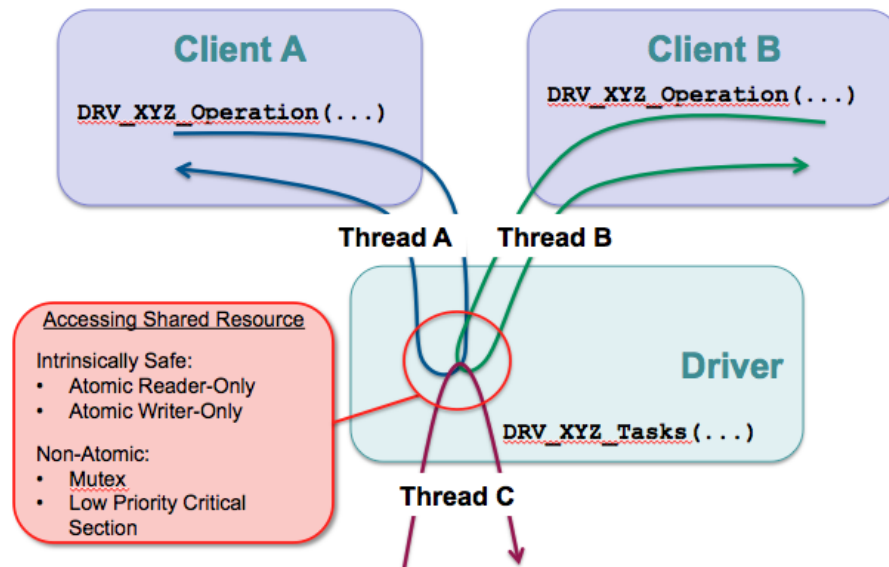 Client A
DRV_XYZ_Operation(...)
Client B
DRV_XYZ_Operation(...)
Thread A
Thread B
Accessing Shared Resource
Intrinsically Safe:
• Atomic Reader-Only
• Atomic Writer-Only
Non-Atomic:
• Mutex
• Low Priority Critical
Section
Driver
DRV_XYZ_Tasks(...)
Thread C